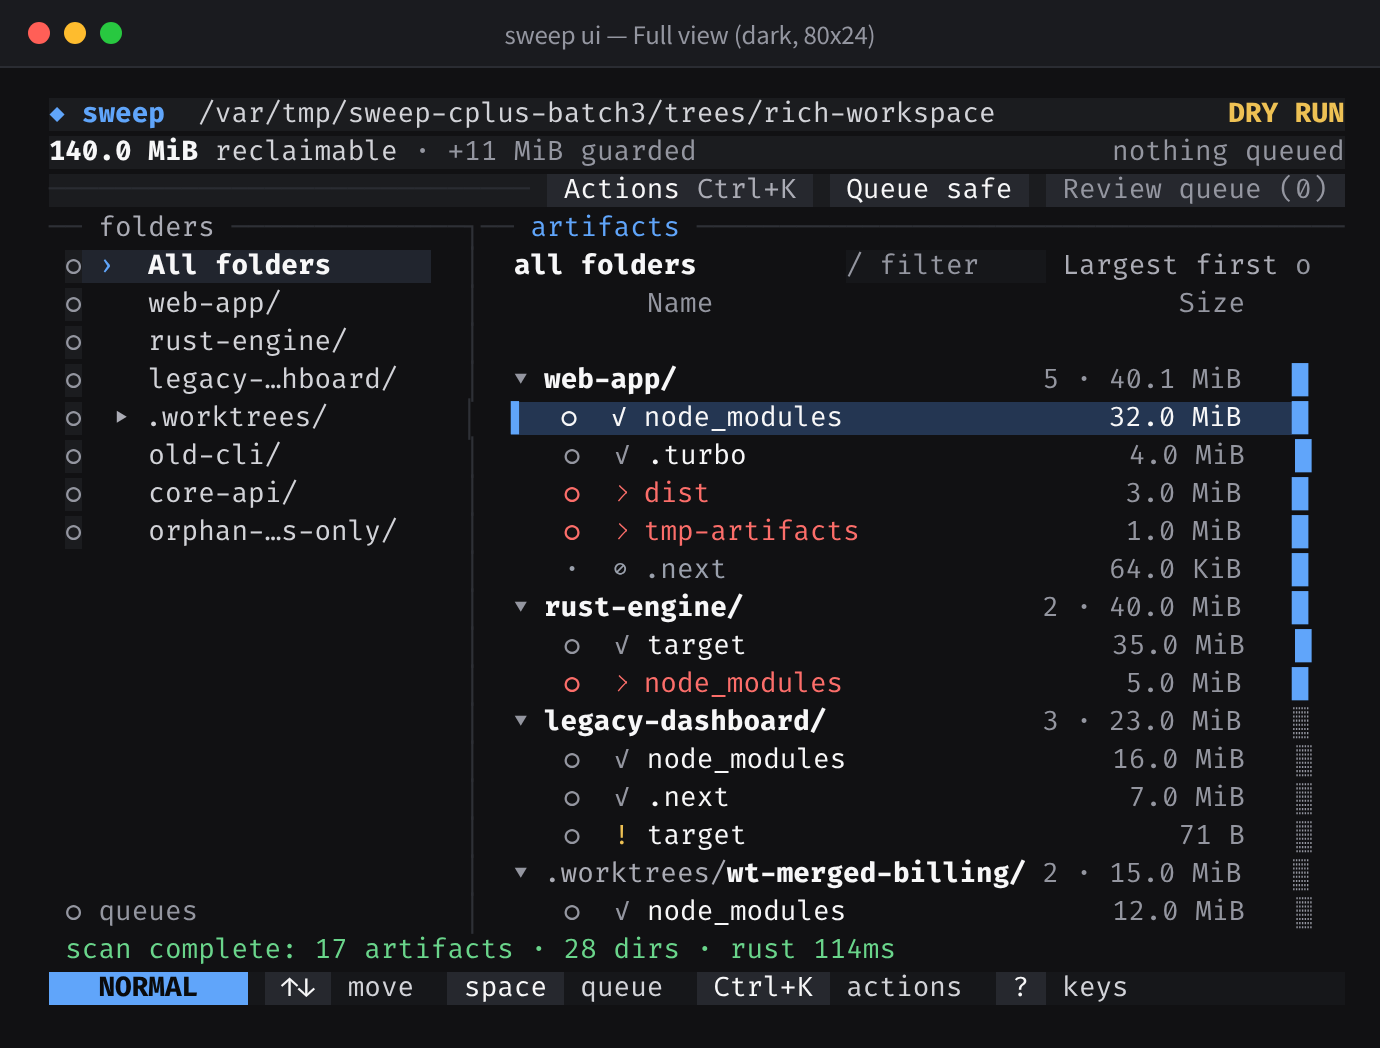 sweep ui — Full view (dark, 80x24)
◆ sweep /var/tmp/sweep-cplus-batch3/trees/rich-workspace DRY RUN
140.0 MiB reclaimable · +11 MiB guarded nothing queued
Actions Ctrl+K Queue safe Review queue (0)
folders
○ › All folders
○ web-app/
○ rust-engine/
○ legacy-…hboard/
○ ▶ .worktrees/
○ old-cli/
○ core-api/
○ orphan-…s-only/
○ queues
artifacts
all folders / filter Largest first o
Name Size
▼ web-app/ 5 · 40.1 MiB
○ √ node_modules 32.0 MiB
○ √ .turbo 4.0 MiB
○ > dist 3.0 MiB
○ > tmp-artifacts 1.0 MiB
· ⊘ .next 64.0 KiB
▼ rust-engine/ 2 · 40.0 MiB
○ √ target 35.0 MiB
○ > node_modules 5.0 MiB
▼ legacy-dashboard/ 3 · 23.0 MiB
○ √ node_modules 16.0 MiB
○ √ .next 7.0 MiB
○ ! target 71 B
▼ .worktrees/wt-merged-billing/ 2 · 15.0 MiB
○ √ node_modules 12.0 MiB
scan complete: 17 artifacts · 28 dirs · rust 114ms
NORMAL ↑↓ move space queue Ctrl+K actions ? keys